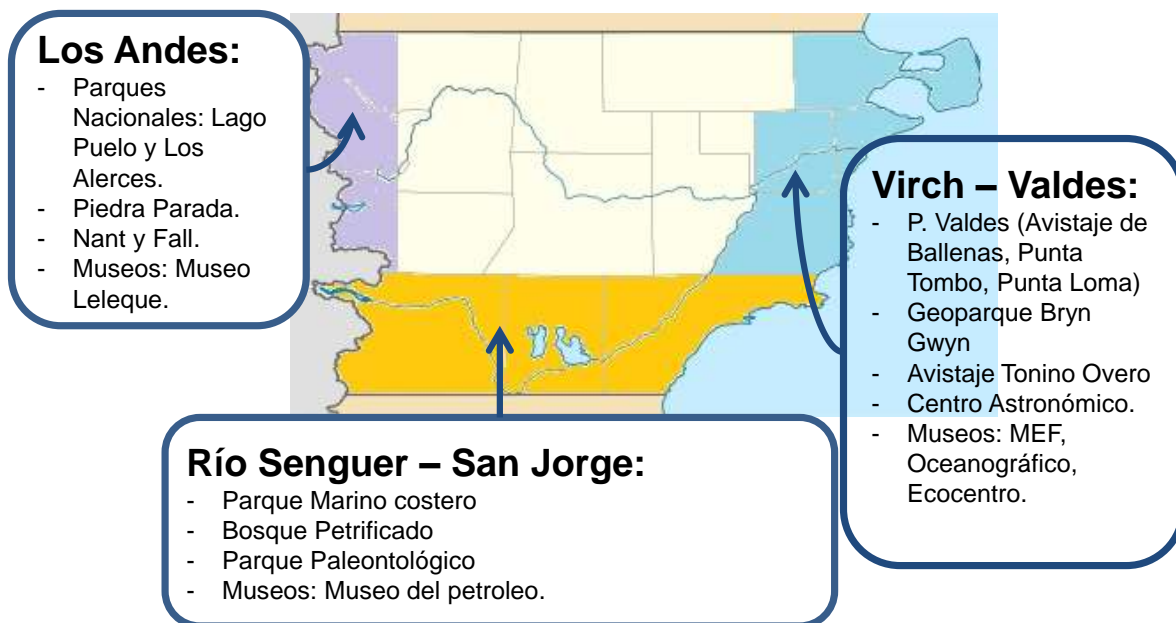 Los Andes:
- Parques
Nacionales: Lago
Puelo y Los
Alerces.
- Piedra Parada.
- Nant y Fall.
- Museos: Museo
Leleque.
Virch – Valdes:
- P. Valdes (Avistaje de
Ballenas, Punta
Tombo, Punta Loma)
- Geoparque Bryn
Gwyn
- Avistaje Tonino Overo
- Centro Astronómico.
- Museos: MEF,
Oceanográfico,
Ecocentro.
Río Senguer – San Jorge:
- Parque Marino costero
- Bosque Petrificado
- Parque Paleontológico
- Museos: Museo del petroleo.